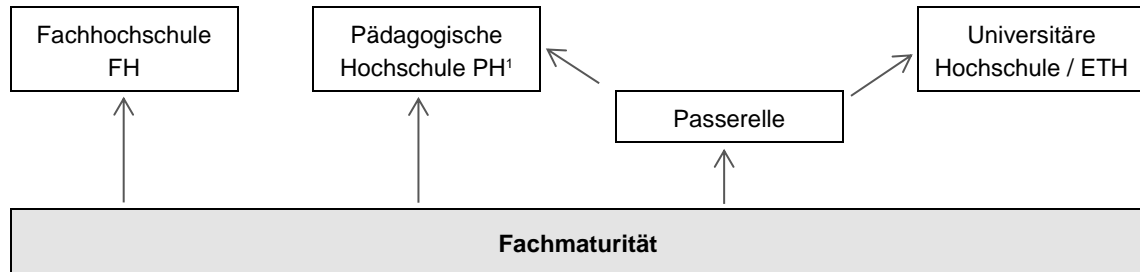 Fachhochschule
FH
Pädagogische
Hochschule PH¹
Universitäre
Hochschule / ETH
Passerelle
Fachmaturität